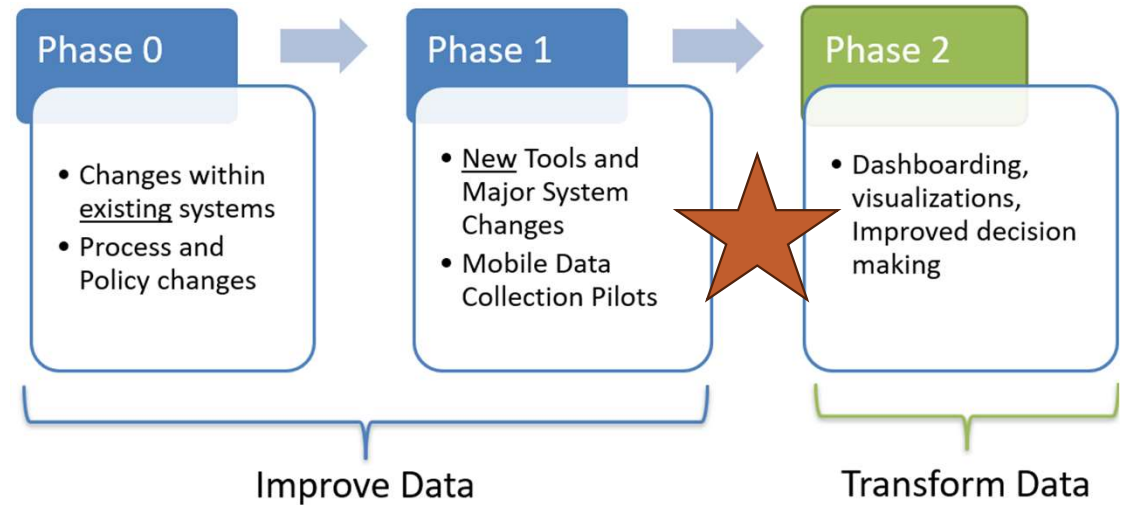 Phase 0
• Changes within
existing systems
• Process and
Policy changes
Phase 1
• New Tools and
Major System
Changes
• Mobile Data
Collection Pilots
Phase 2
• Dashboarding,
visualizations,
Improved decision
making
Improve Data
Transform Data